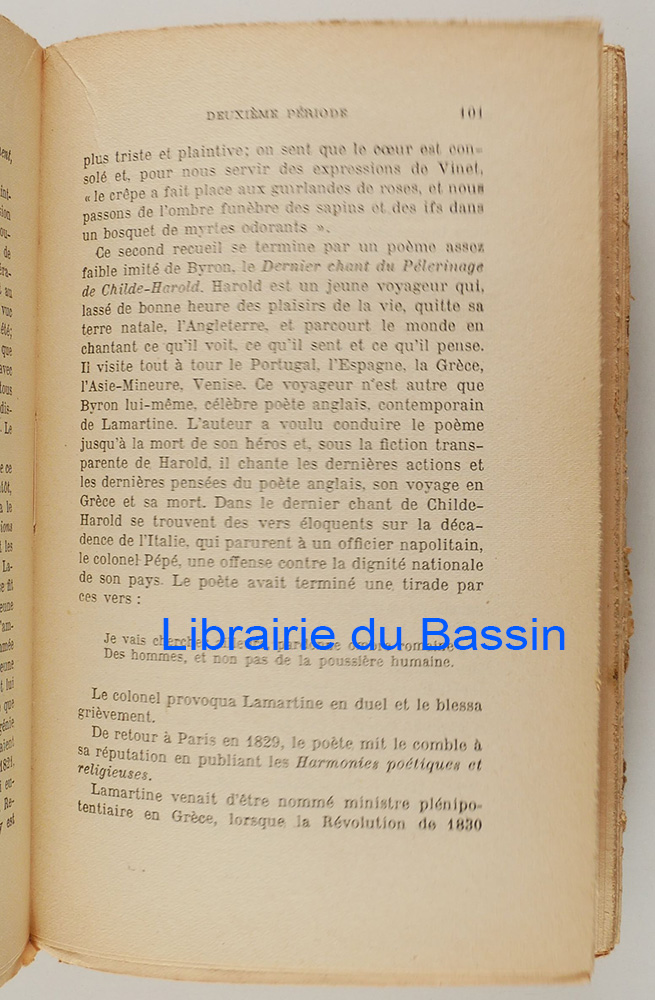 DEUXIÈME PÉRIODE 101
plus triste et plaintive; on sent que le cœur est con-
solé et, pour nous servir des expressions de Vinet,
« le crêpe a fait place aux guirlandes de roses, et nous
passons de l'ombre funèbre des sapins et des ifs dans
un bosquet de myrtes odorants ».
Ce second recueil se termine par un poème assez
faible imité de Byron, le Dernier chant du Pélerinage
de Childe-Harold. Harold est un jeune voyageur qui,
lassé de bonne heure des plaisirs de la vie, quitte sa
terre natale, l'Angleterre, et parcourt le monde en
chantant ce qu'il voit, ce qu'il sent et ce qu'il pense.
Il visite tout à tour le Portugal, l'Espagne, la Grèce,
l'Asie-Mineure, Venise. Ce voyageur n'est autre que
Byron lui-même, célèbre poète anglais, contemporain
de Lamartine. L'auteur a voulu conduire le poème
jusqu'à la mort de son héros et, sous la fiction trans-
parente de Harold, il chante les dernières actions et
les dernières pensées du poète anglais, son voyage en
Grèce et sa mort. Dans le dernier chant de Childe-
Harold se trouvent des vers éloquents sur la déca-
dence de l'Italie, qui parurent à un officier napolitain,
le colonel Pépé, une offense contre la dignité nationale
de son pays. Le poète avait terminé une tirade par
ces vers :
Je vais chercher
Librairie du Bassin
Des hommes, et non pas de la poussière humaine.
Le colonel provoqua Lamartine en duel et le blessa
grièvement.
De retour à Paris en 1829, le poète mit le comble à
sa réputation en publiant les Harmonies poétiques et
religieuses.
Lamartine venait d'être nommé ministre plénipo-
tentiaire en Grèce, lorsque la Révolution de 1830